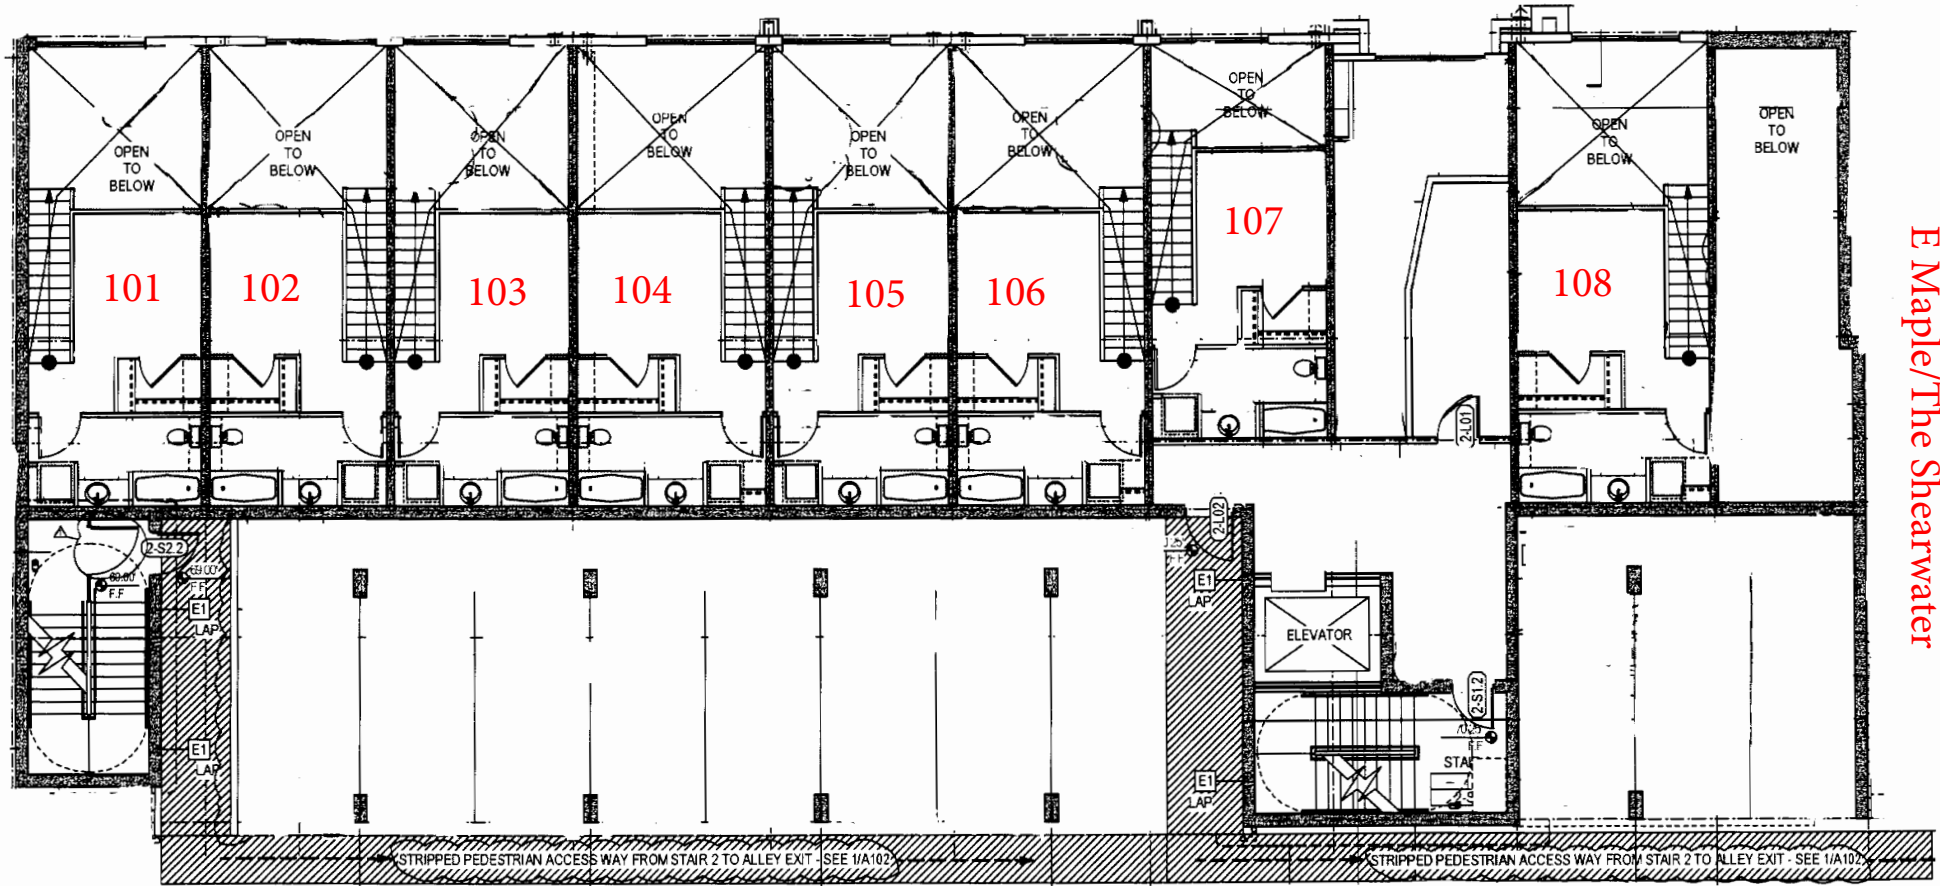 OPEN
TO
BELOW
OPEN
TO
BELOW
OPEN
TO
BELOW
OPEN
TO
BELOW
OPEN
TO
BELOW
OPEN
TO
BELOW
OPEN
TO
BELOW
OPEN
TO
BELOW
OPEN
TO
BELOW
101
102
103
104
105
106
107
108
E Maple/The Shearwater
2-L01
2-L02
2-S2.2
69.00
F.F
69.00
F.F
E1
LAP
E1
LAP
E1
LAP
E1
LAP
ELEVATOR
2-S1.2
F.F
STRIPPED PEDESTRIAN ACCESS WAY FROM STAIR 2 TO ALLEY EXIT - SEE 1/A102
STRIPPED PEDESTRIAN ACCESS WAY FROM STAIR 2 TO ALLEY EXIT - SEE 1/A102